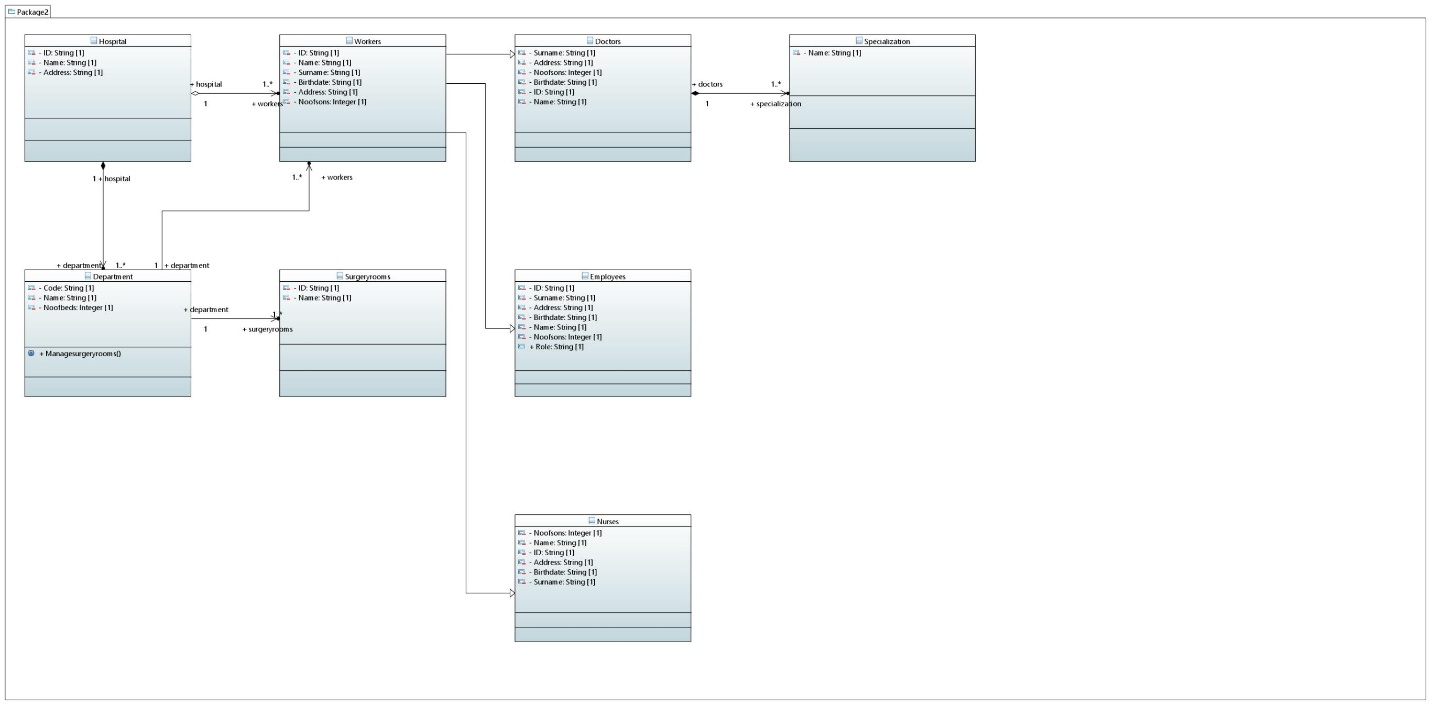 Package2
Hospital
- ID: String [1]
- Name: String [1]
- Address: String [1]
+ hospital
1
1..*
+ workers
Workers
- ID: String [1]
- Name: String [1]
- Surname: String [1]
- Birthdate: String [1]
- Address: String [1]
- Noofsons: Integer [1]
Doctors
- Surname: String [1]
- Address: String [1]
- Noofsons: Integer [1]
- Birthdate: String [1]
- ID: String [1]
- Name: String [1]
+ doctors
1
1..*
+ specialization
Specialization
- Name: String [1]
1 + hospital
1..*
+ workers
+ department
1..*
1
+ department
Department
- Code: String [1]
- Name: String [1]
- Noofbeds: Integer [1]
+ Managesurgeryrooms()
+ department
1
1..*
+ surgeryrooms
Surgeryrooms
- ID: String [1]
- Name: String [1]
Employees
- ID: String [1]
- Surname: String [1]
- Address: String [1]
- Birthdate: String [1]
- Name: String [1]
- Noofsons: Integer [1]
+ Role: String [1]
Nurses
- Noofsons: Integer [1]
- Name: String [1]
- ID: String [1]
- Address: String [1]
- Birthdate: String [1]
- Surname: String [1]